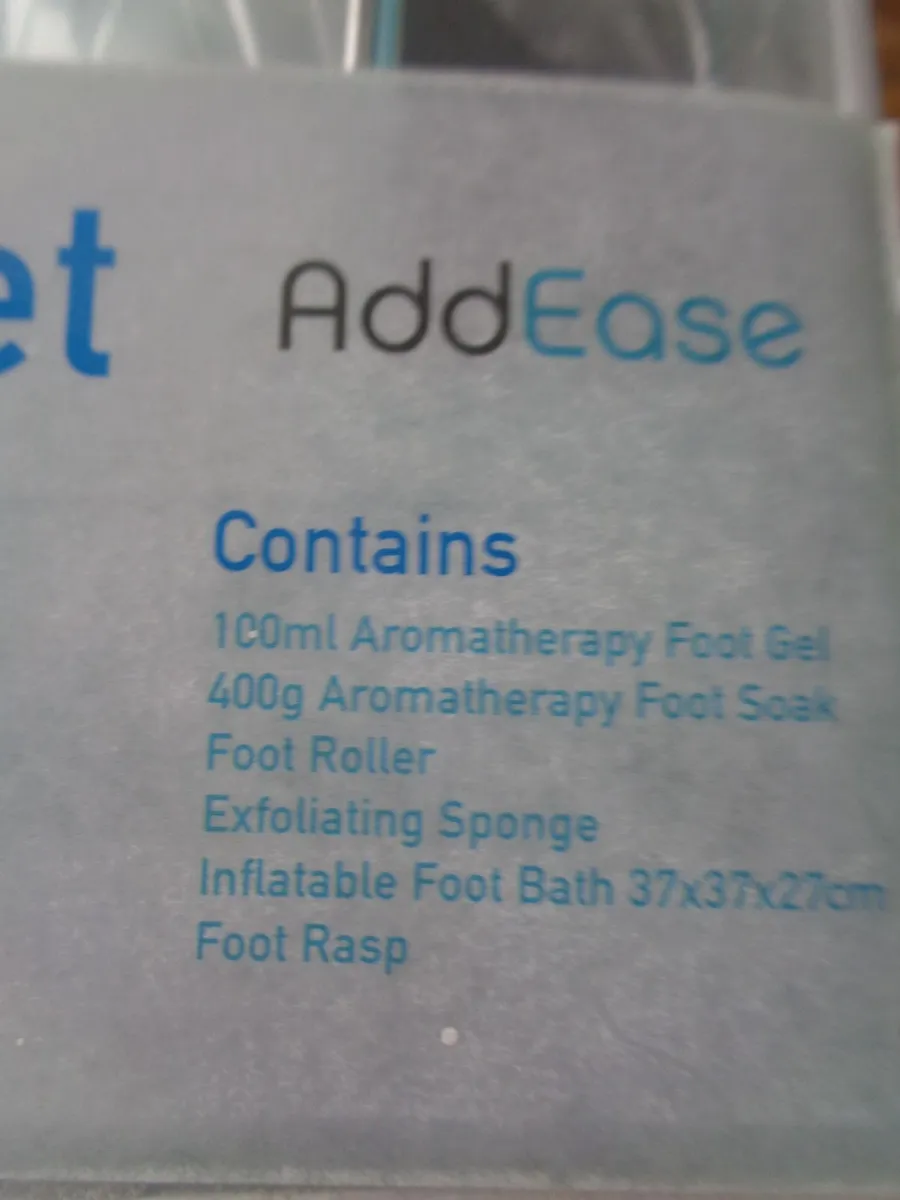 et
AddEase
Contains
100ml Aromatherapy Foot Gel
400g Aromatherapy Foot Soak
Foot Roller
Exfoliating Sponge
Inflatable Foot Bath 37x37x27cm
Foot Rasp